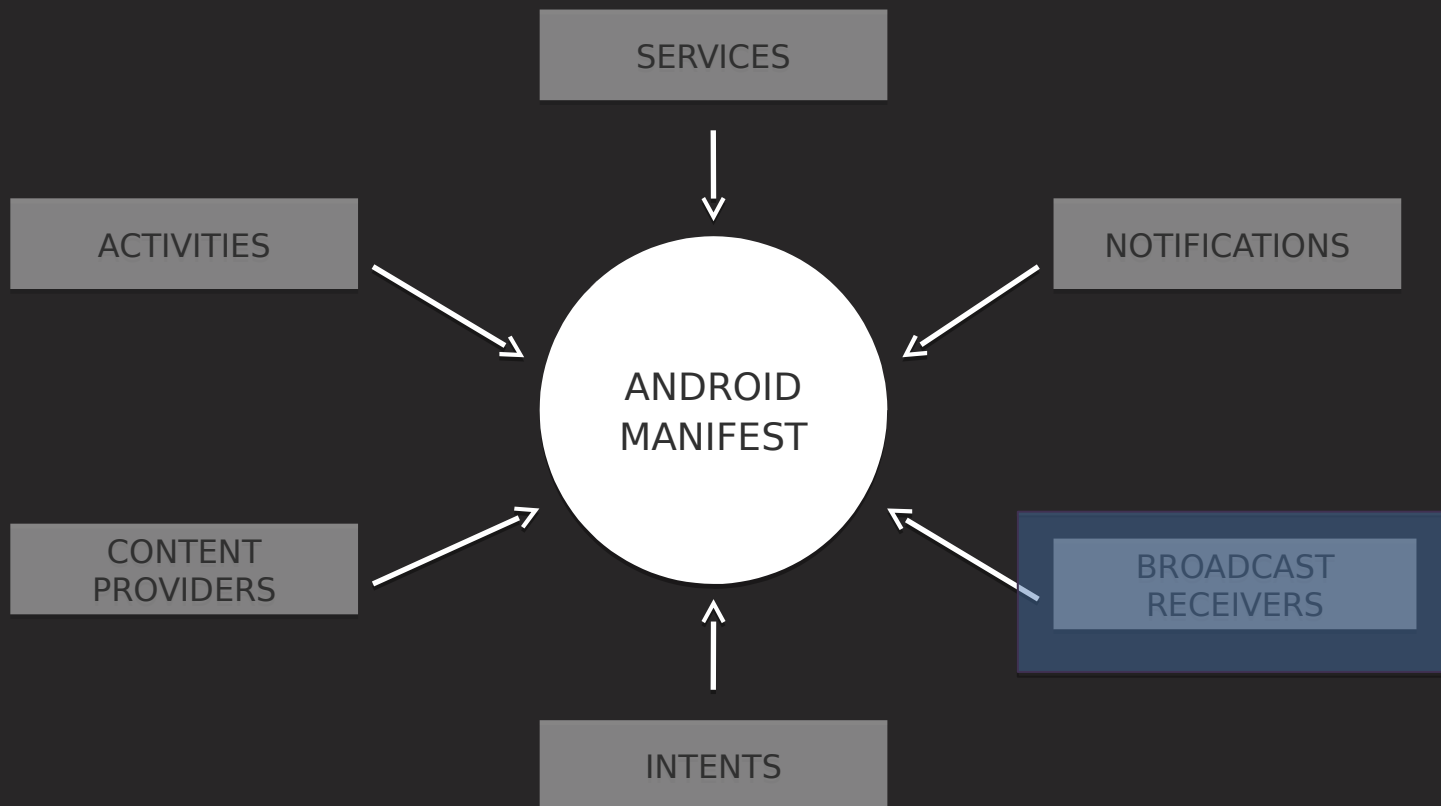 SERVICES
ACTIVITIES
NOTIFICATIONS
ANDROID
MANIFEST
CONTENT
PROVIDERS
BROADCAST
RECEIVERS
INTENTS